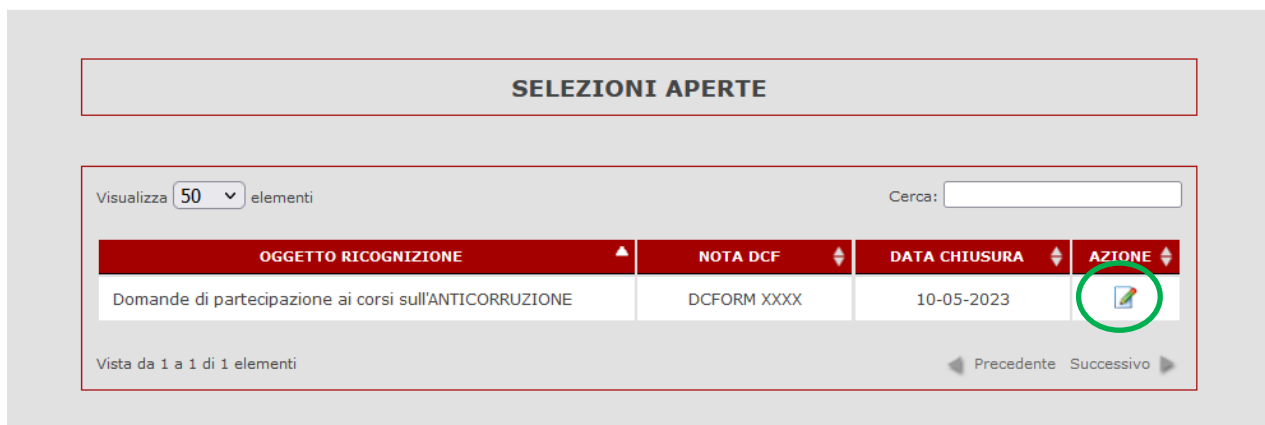 SELEZIONI APERTE
Visualizza 50 elementi Cerca:
OGGETTO RICOGNIZIONE NOTA DCF DATA CHIUSURA AZIONE
Domande di partecipazione ai corsi sull'ANTICORRUZIONE DCFORM XXXX 10-05-2023
Vista da 1 a 1 di 1 elementi Precedente Successivo